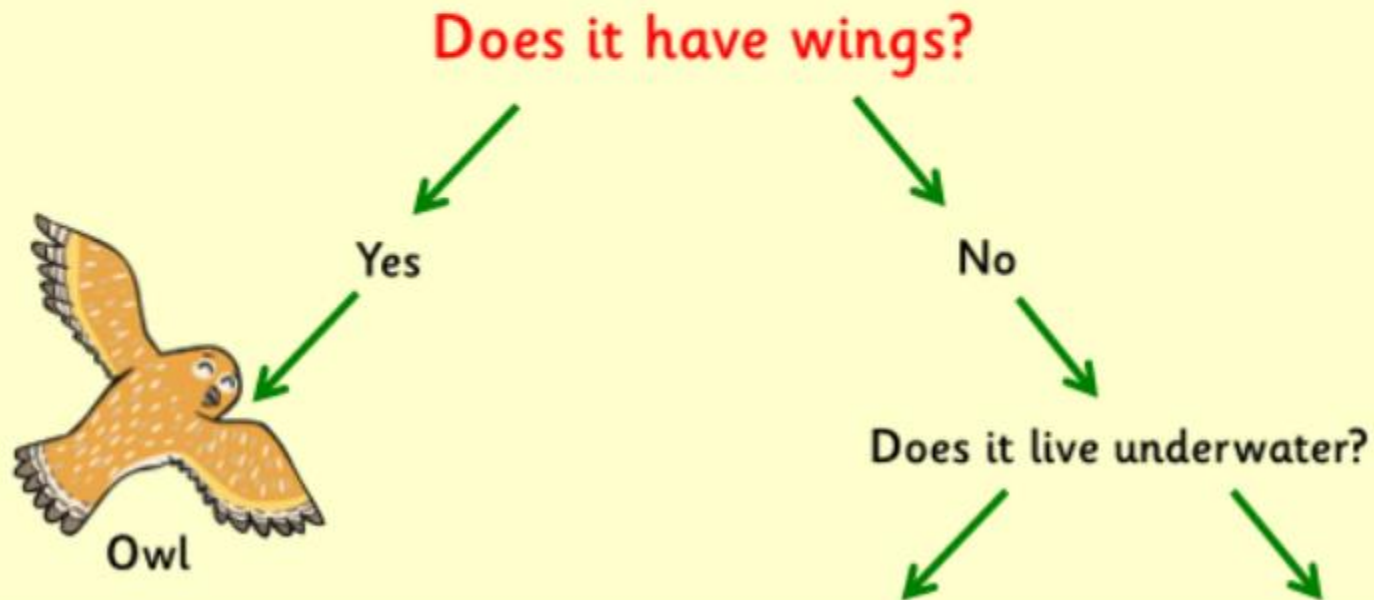 Does it have wings?
Yes
No
Does it live underwater?
Owl